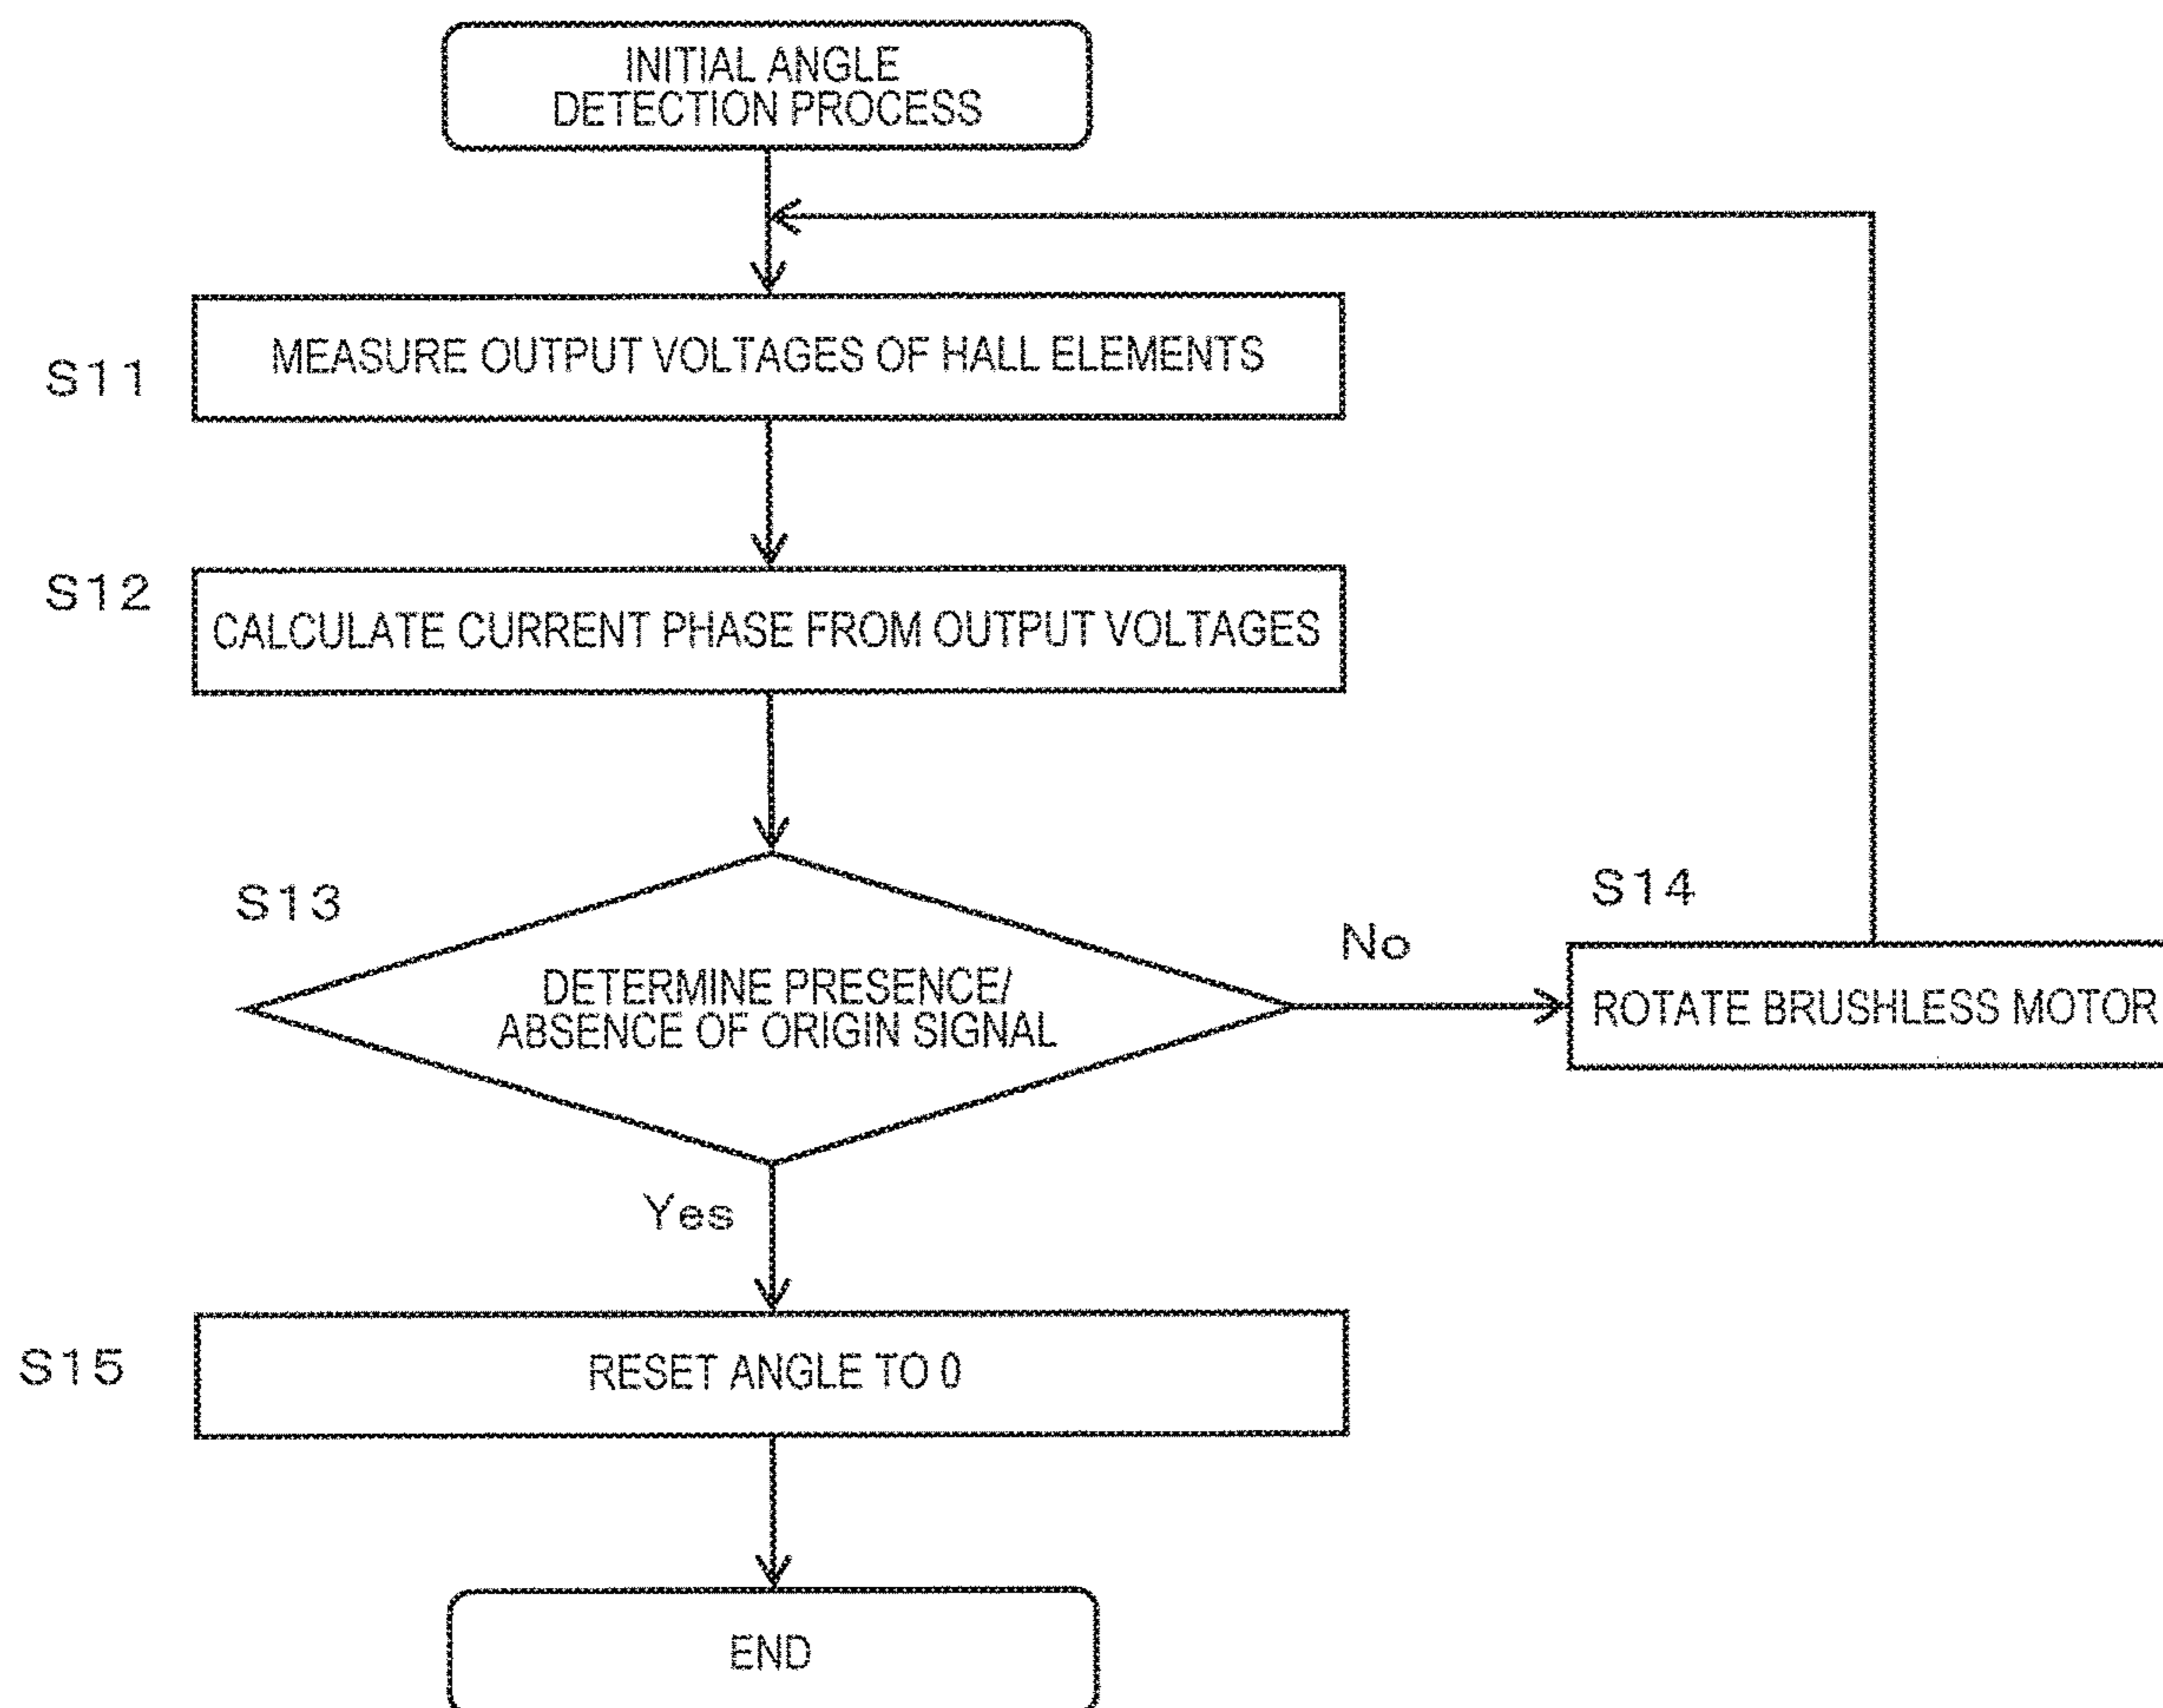 INITIAL ANGLE
DETECTION PROCESS
S11
MEASURE OUTPUT VOLTAGES OF HALL ELEMENTS
S12
CALCULATE CURRENT PHASE FROM OUTPUT VOLTAGES
S13
DETERMINE PRESENCE/
ABSENCE OF ORIGIN SIGNAL
No
S14
ROTATE BRUSHLESS MOTOR
Yes
S15
RESET ANGLE TO 0
END